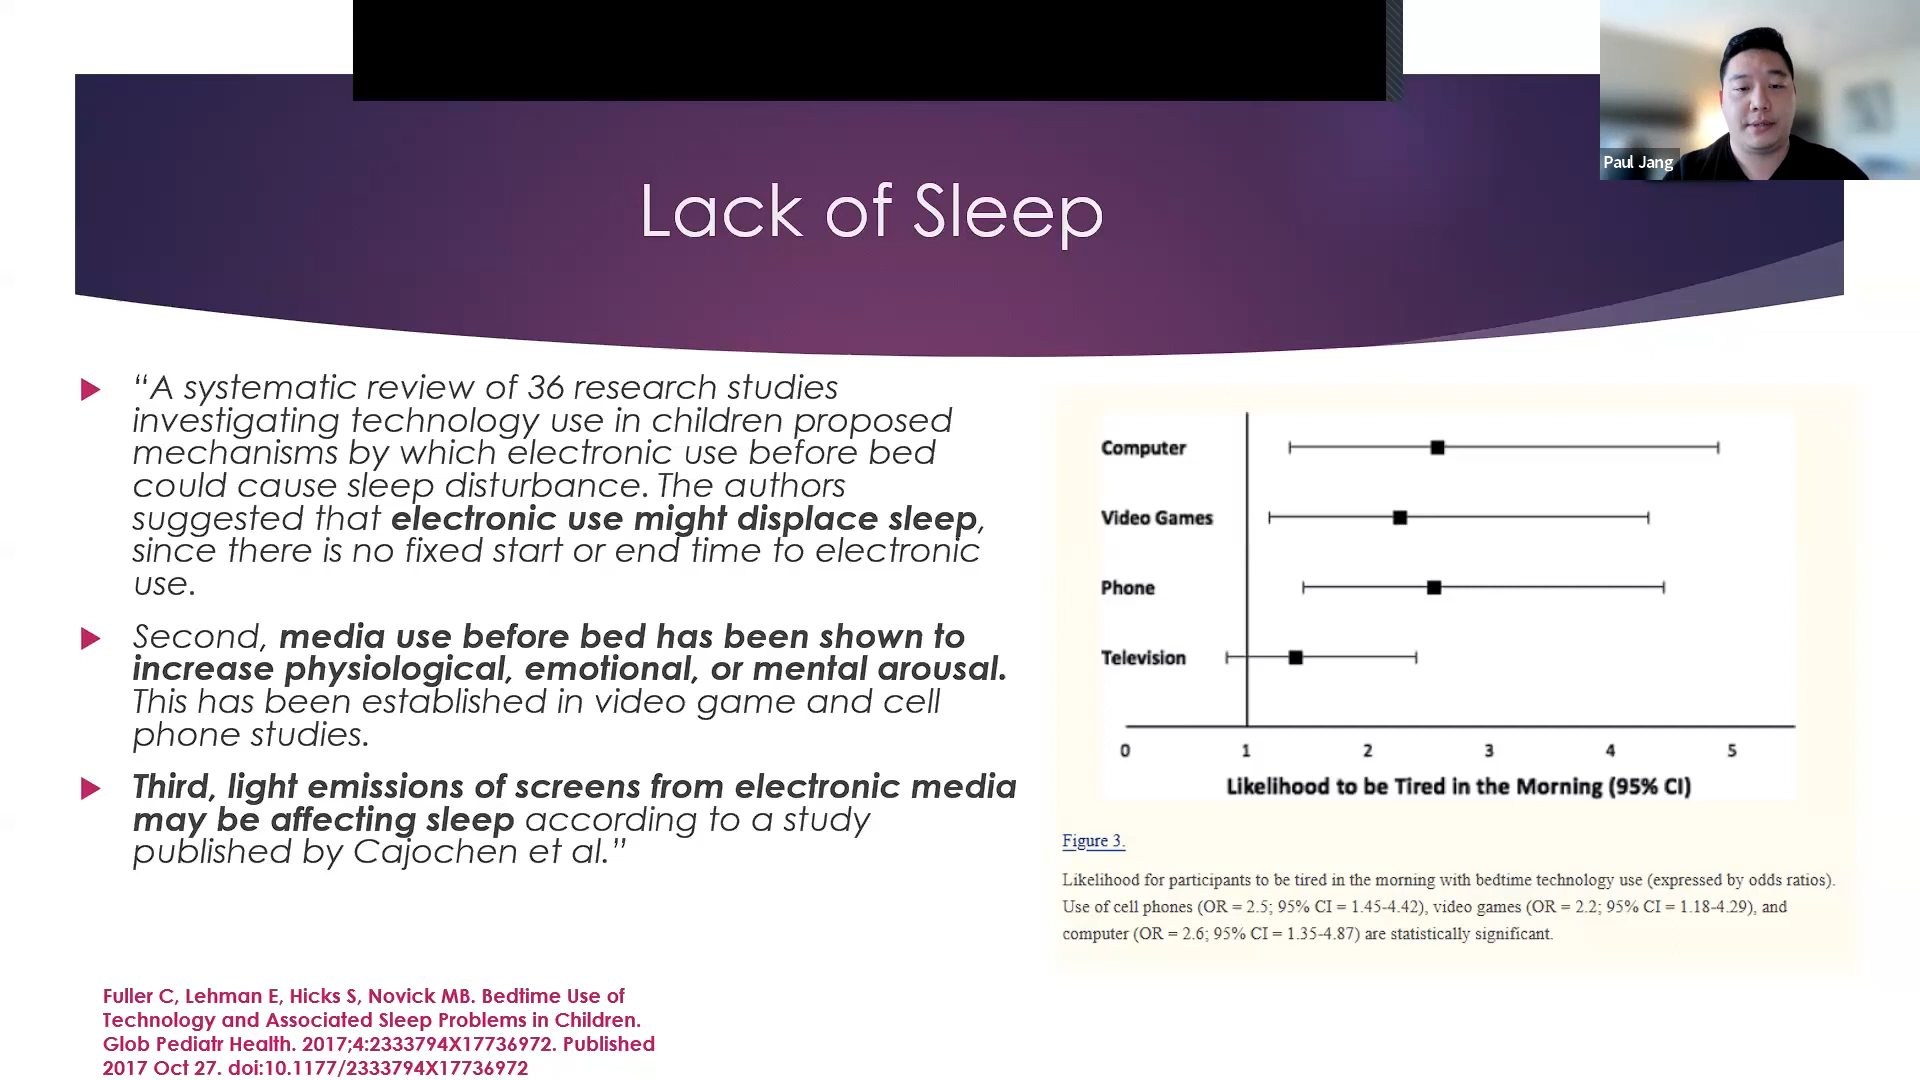 Paul Jang
Lack of Sleep
“A systematic review of 36 research studies
investigating technology use in children proposed
mechanisms by which electronic use before bed
could cause sleep disturbance. The authors
suggested that electronic use might displace sleep,
since there is no fixed start or end time to electronic
use.
Second, media use before bed has been shown to
increase physiological, emotional, or mental arousal.
This has been established in video game and cell
phone studies.
Third, light emissions of screens from electronic media
may be affecting sleep according to a study
published by Cajochen et al.”
Computer
Video Games
Phone
Television
0 1 2 3 4 5
Likelihood to be Tired in the Morning (95% CI)
Figure 3.
Likelihood for participants to be tired in the morning with bedtime technology use (expressed by odds ratios).
Use of cell phones (OR = 2.5; 95% CI = 1.45-4.42), video games (OR = 2.2; 95% CI = 1.18-4.29), and
computer (OR = 2.6; 95% CI = 1.35-4.87) are statistically significant.
Fuller C, Lehman E, Hicks S, Novick MB. Bedtime Use of
Technology and Associated Sleep Problems in Children.
Glob Pediatr Health. 2017;4:2333794X17736972. Published
2017 Oct 27. doi:10.1177/2333794X17736972